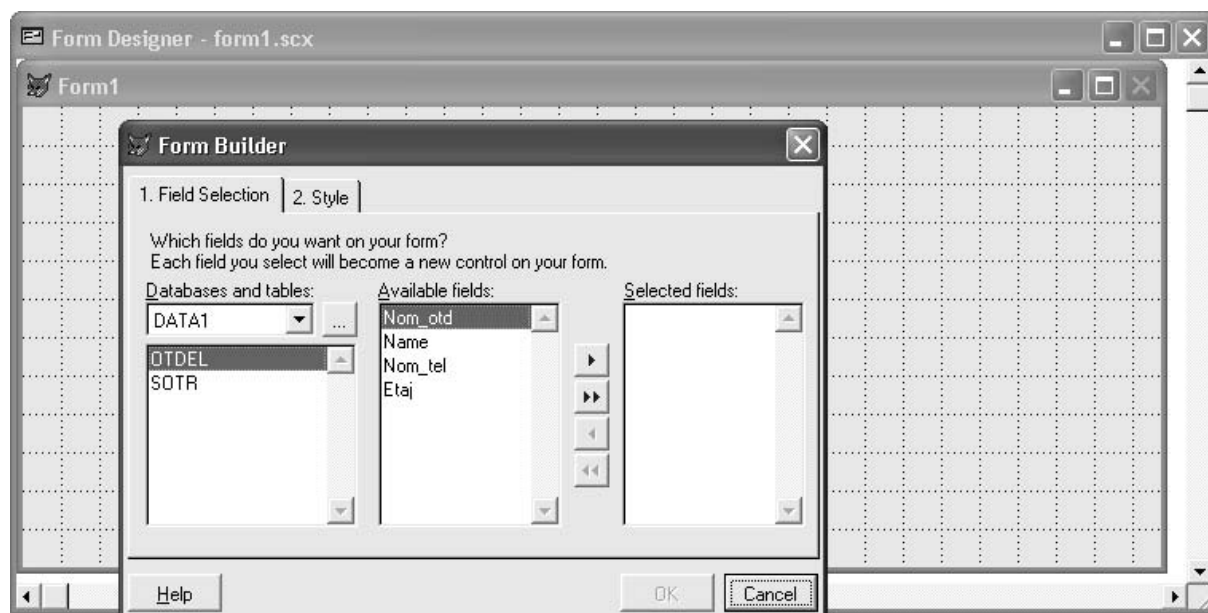 Form Designer - form1.scx
Form1
Form Builder
1. Field Selection
2. Style
Which fields do you want on your form?
Each field you select will become a new control on your form.
Databases and tables:
Available fields:
Selected fields:
DATA1
...
OTDEL
SOTR
Nom_otd
Name
Nom_tel
Etaj
Help
OK
Cancel